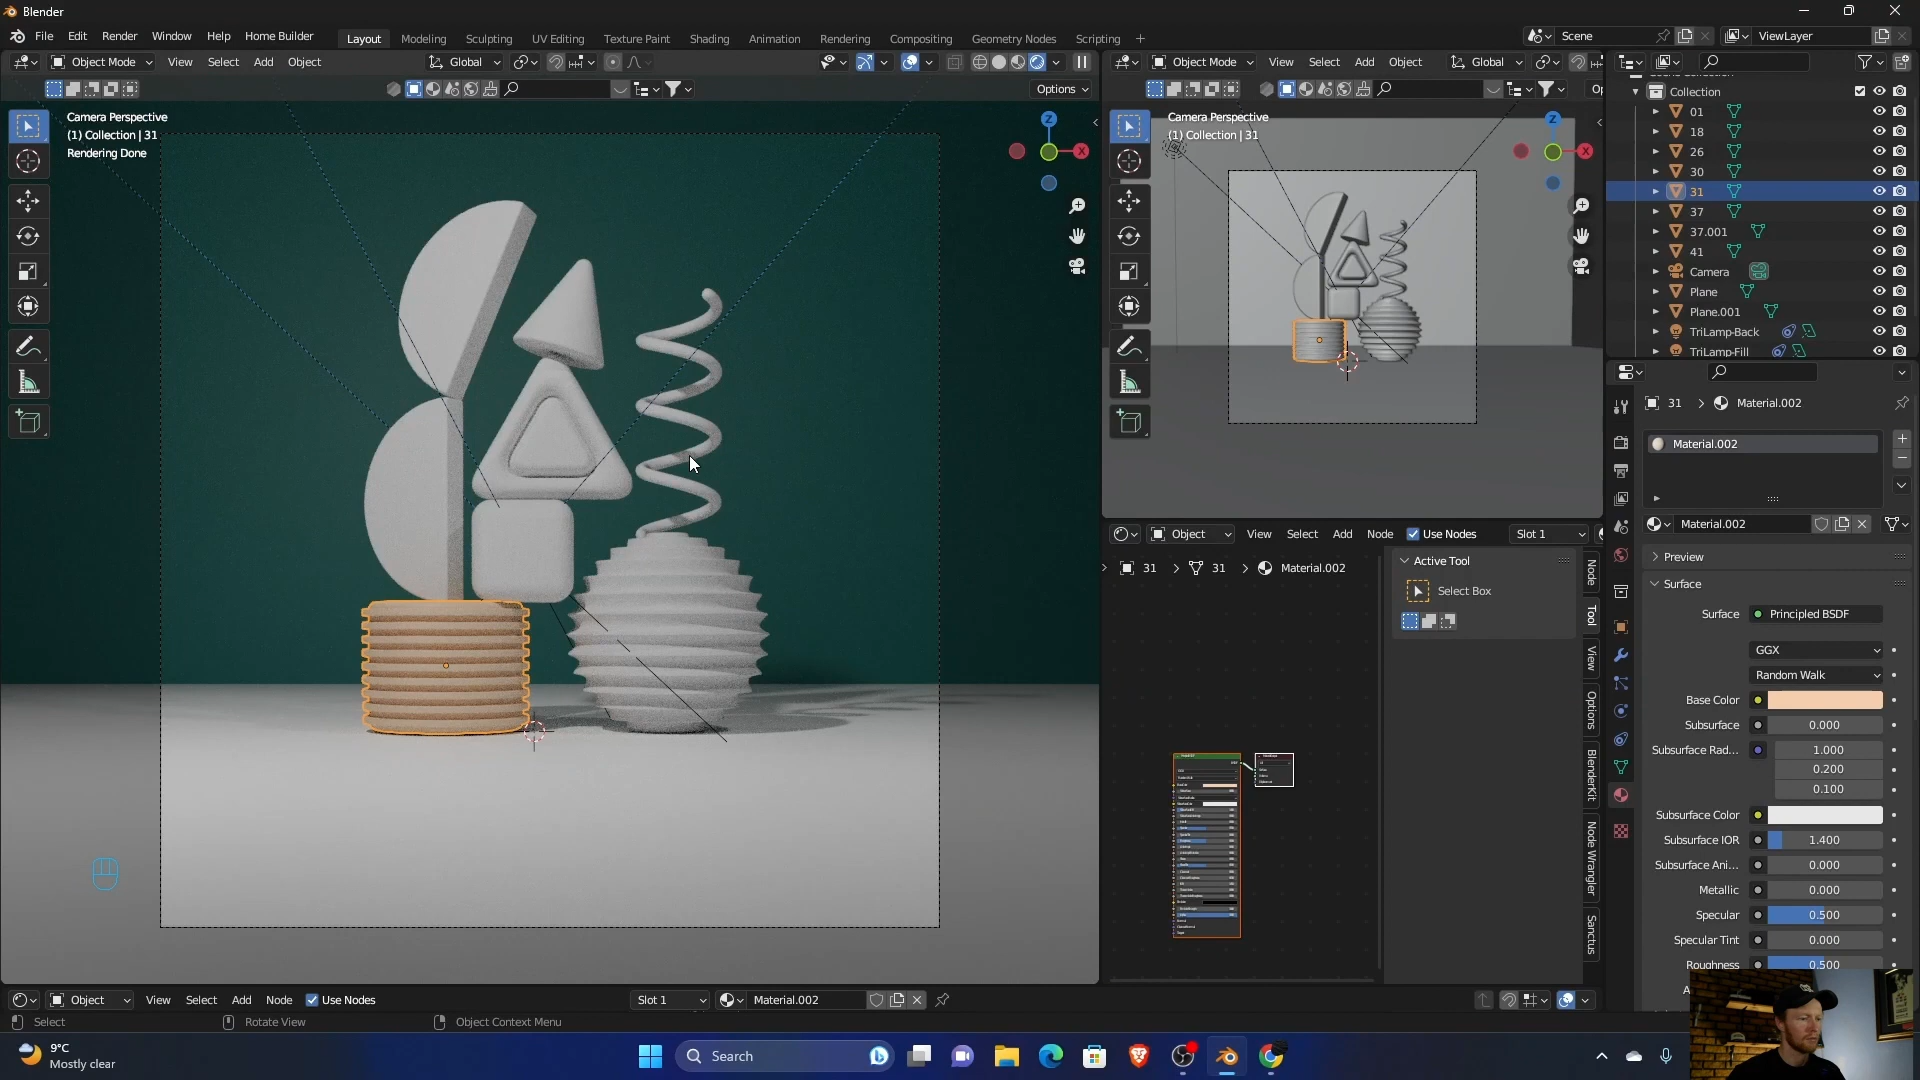 Blender
File Edit Render Window Help Home Builder
Layout Modeling Sculpting UV Editing Texture Paint Shading Animation Rendering Compositing Geometry Nodes Scripting +
Scene
ViewLayer
Object Mode View Select Add Object
Global
Options
Camera Perspective
(1) Collection | 31
Rendering Done
Z
X
Object Mode View Select Add Object Global
Camera Perspective
(1) Collection | 31
Z
X
Collection
01
18
26
30
31
37
37.001
41
Camera
Plane
Plane.001
TriLamp-Back
TriLamp-Fill
31 > Material.002
Material.002
Material.002
Preview
Surface
Surface Principled BSDF
GGX
Random Walk
Base Color
Subsurface 0.000
Subsurface Rad... 1.000
0.200
0.100
Subsurface Color
Subsurface IOR 1.400
Subsurface Ani... 0.000
Metallic 0.000
Specular 0.500
Specular Tint 0.000
Roughness 0.500
Object View Select Add Node Use Nodes Slot 1
31 > 31 > Material.002
Active Tool
Select Box
Node
Tool
View
Options
BlenderKit
Node Wrangler
Sanctus
Object View Select Add Node Use Nodes Slot 1 Material.002
Select Rotate View Object Context Menu
9°C
Mostly clear
Search